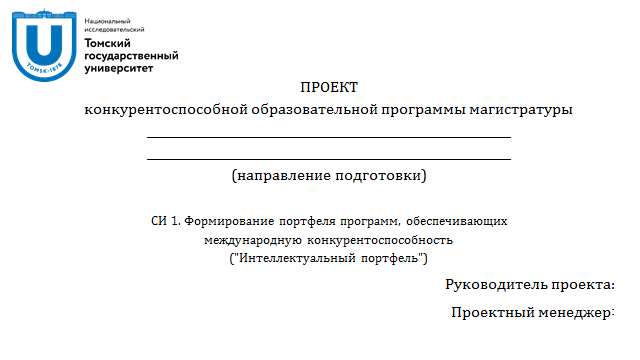 Национальный
исследовательский
Томский
государственный
университет
TOMSK-1878
ПРОЕКТ
конкурентоспособной образовательной программы магистратуры
(направление подготовки)
СИ 1. Формирование портфеля программ, обеспечивающих
международную конкурентоспособность
("Интеллектуальный портфель")
Руководитель проекта:
Проектный менеджер: